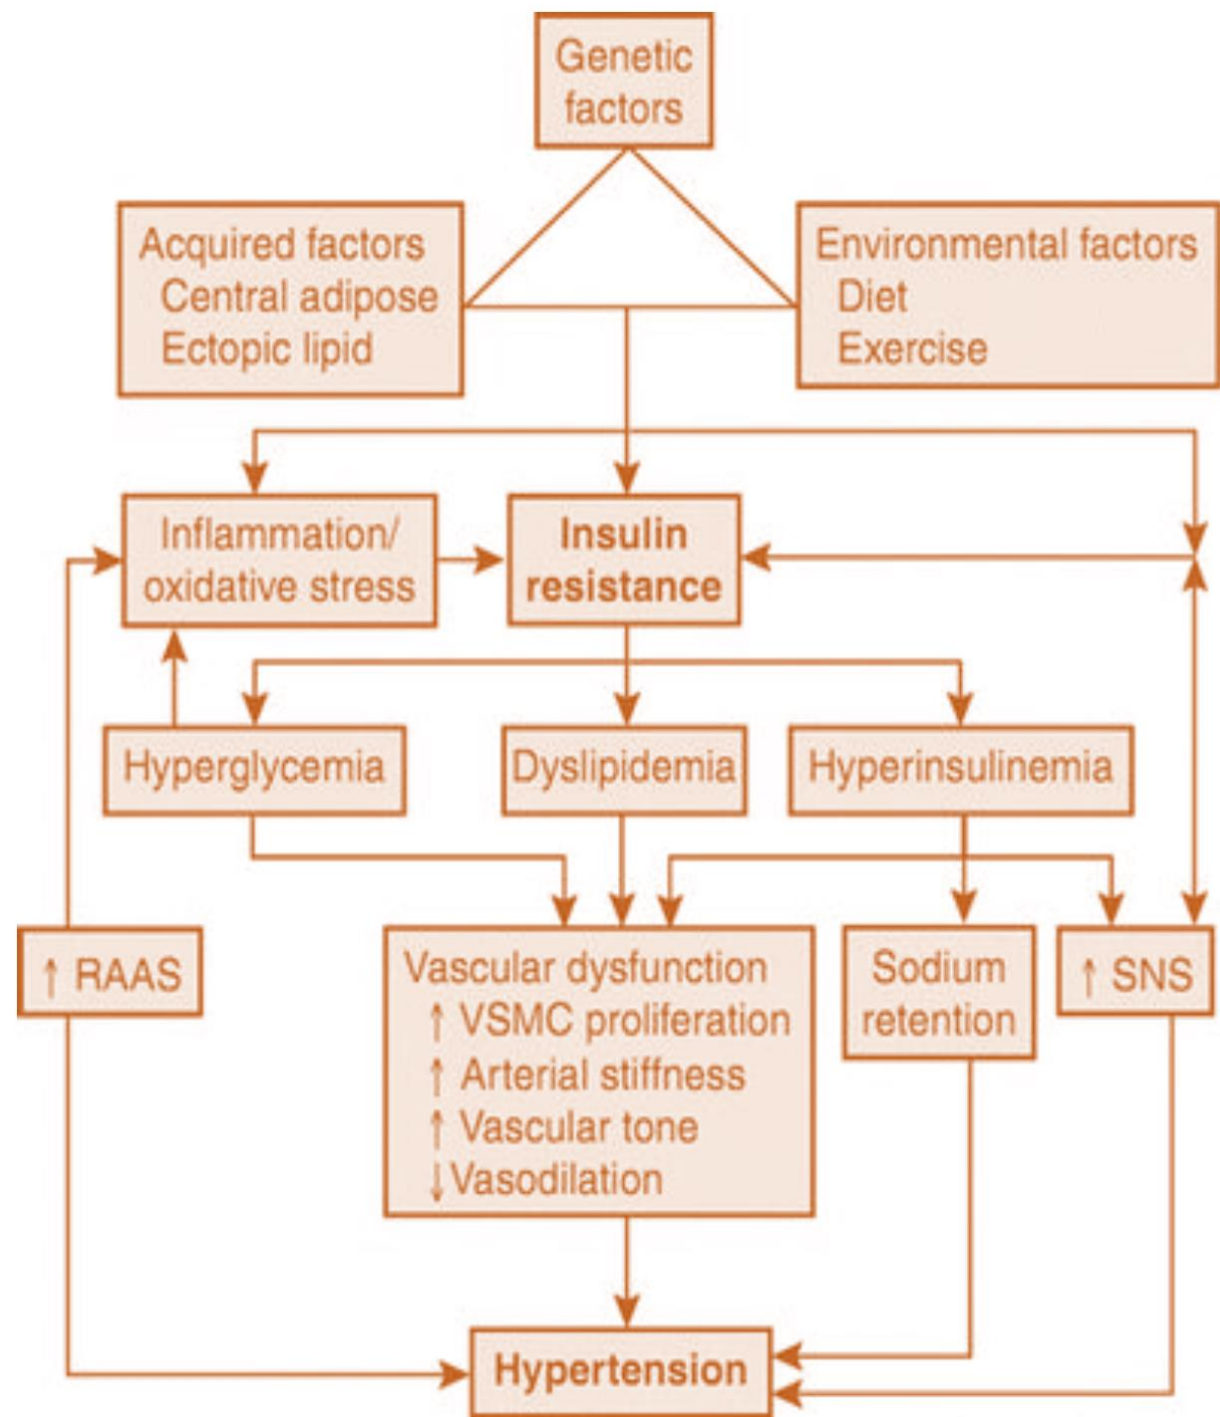 Genetic
factors
Acquired factors
Central adipose
Ectopic lipid
Environmental factors
Diet
Exercise
Inflammation/
oxidative stress
Insulin
resistance
Hyperglycemia
Dyslipidemia
Hyperinsulinemia
↑ RAAS
Vascular dysfunction
↑ VSMC proliferation
↑ Arterial stiffness
↑ Vascular tone
↓ Vasodilation
Sodium
retention
↑ SNS
Hypertension